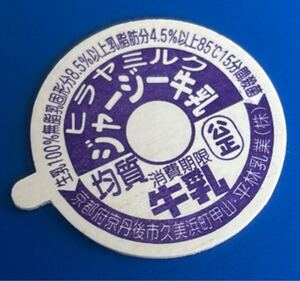 生乳100%無脂乳固形分8.5%以上乳脂肪分4.5%以上85℃15分間殺菌
ヒラヤミルク
ジャージー牛乳
公正
均質
消費期限
牛乳
京都府京丹後市久美浜町甲山・平林乳業(株)